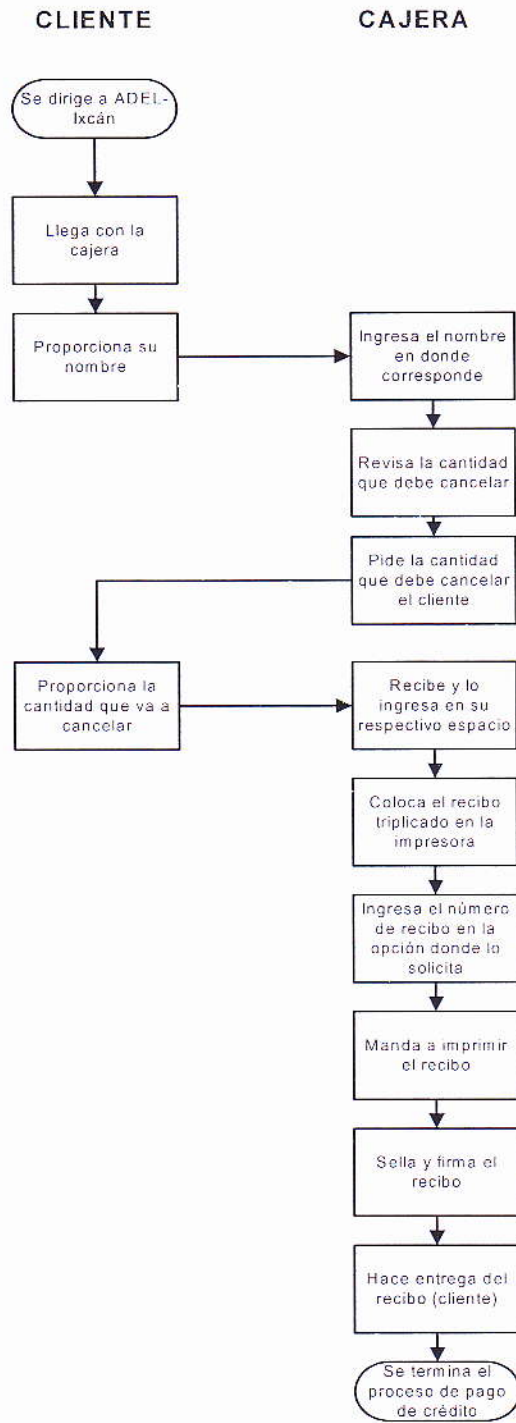 CLIENTE
CAJERA
Se dirige a ADEL-
Ixcán
Llega con la
cajera
Proporciona su
nombre
Ingresa el nombre
en donde
corresponde
Revisa la cantidad
que debe cancelar
Pide la cantidad
que debe cancelar
el cliente
Proporciona la
cantidad que va a
cancelar
Recibe y lo
ingresa en su
respectivo espacio
Coloca el recibo
triplicado en la
impresora
Ingresa el número
de recibo en la
opción donde lo
solicita
Manda a imprimir
el recibo
Sella y firma el
recibo
Hace entrega del
recibo (cliente)
Se termina el
proceso de pago
de crédito